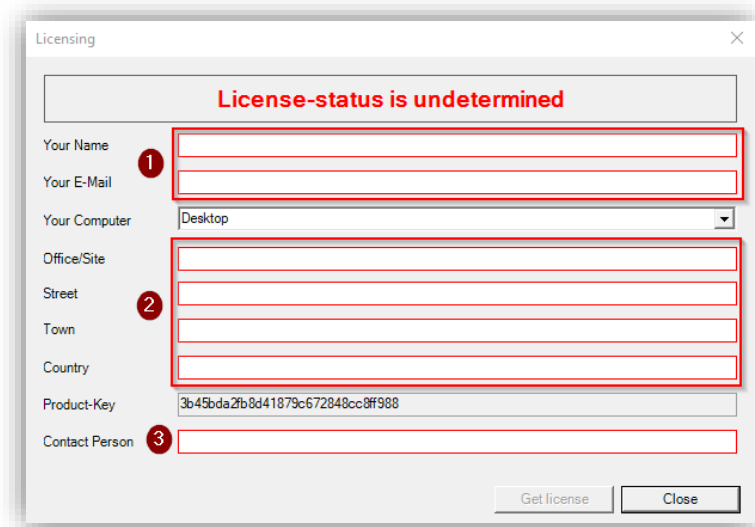 Licensing
License-status is undetermined
Your Name
1
Your E-Mail
Your Computer Desktop
Office/Site
Street
2
Town
Country
Product-Key 3b45bda2fb8d41879c672848cc8ff988
Contact Person 3
Get license Close